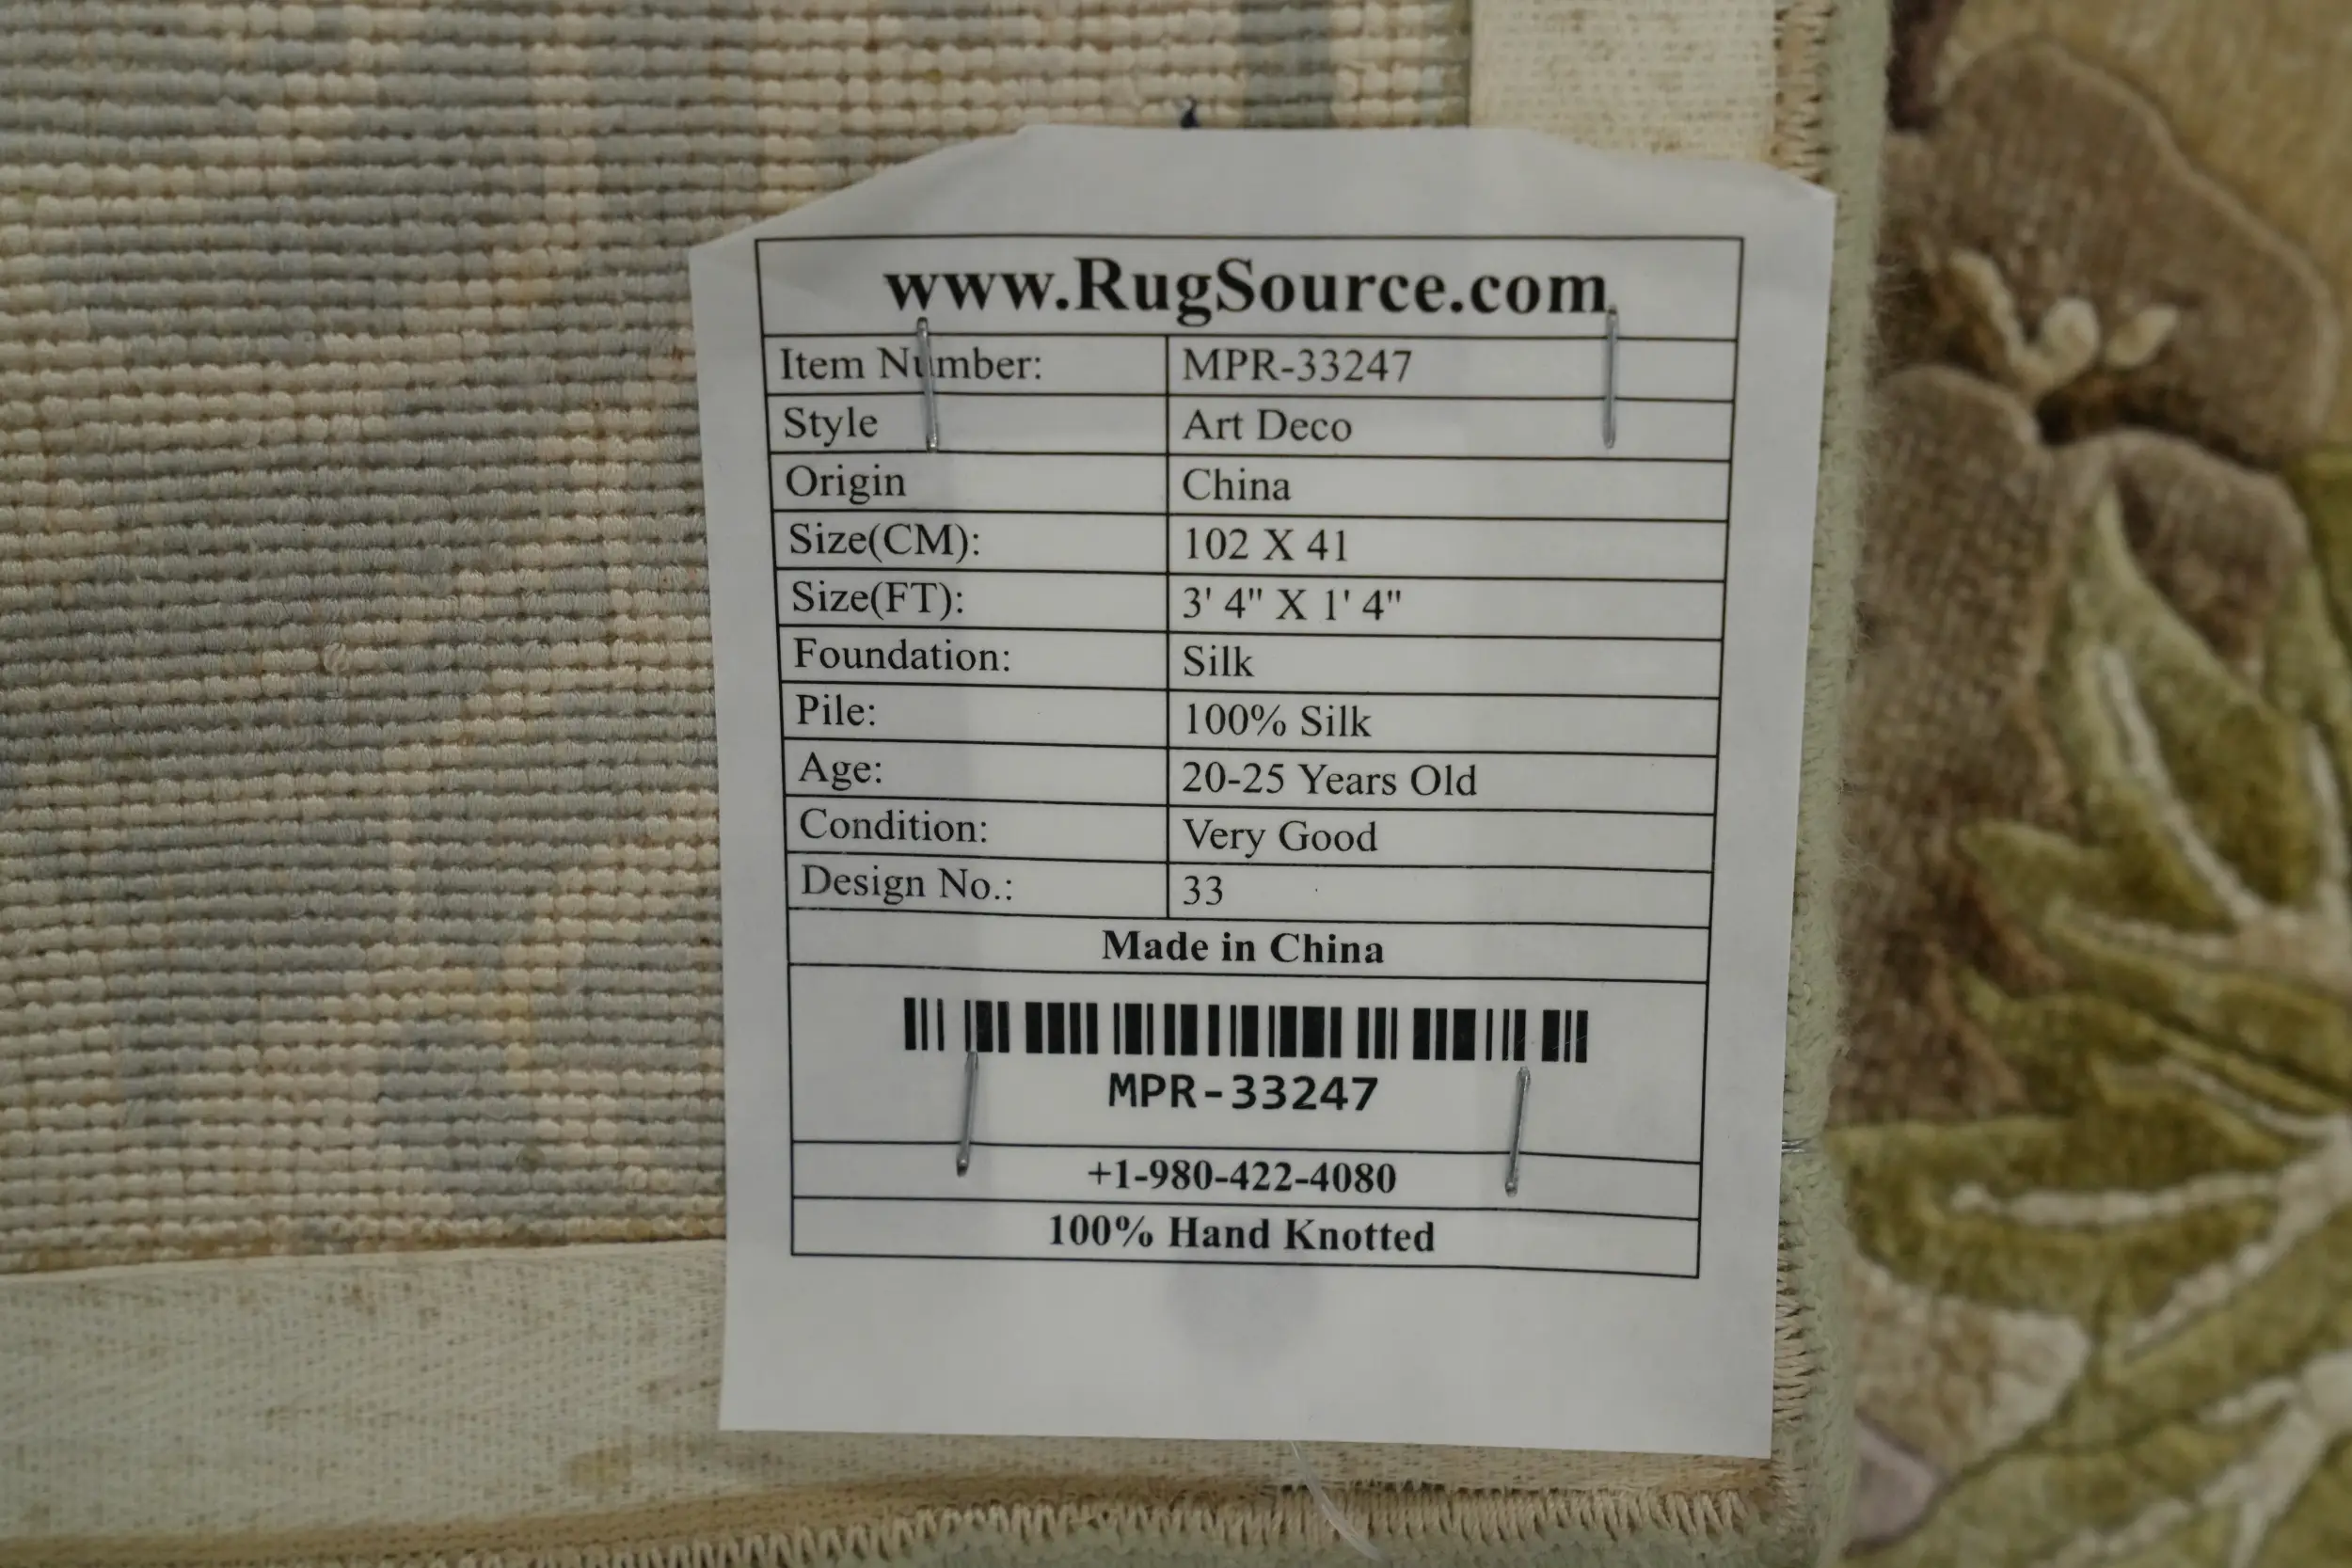 www.RugSource.com
Item Number: MPR-33247
Style Art Deco
Origin China
Size(CM): 102 X 41
Size(FT): 3' 4" X 1' 4"
Foundation: Silk
Pile: 100% Silk
Age: 20-25 Years Old
Condition: Very Good
Design No.: 33
Made in China
MPR-33247
+1-980-422-4080
100% Hand Knotted